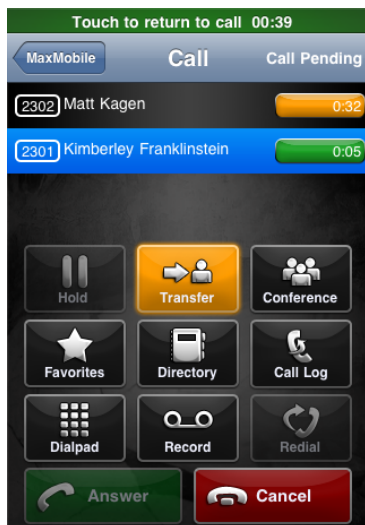 Touch to return to call 00:39
MaxMobile Call Call Pending
2302 Matt Kagen 0:32
2301 Kimberley Franklinstein 0:05
Hold Transfer Conference
Favorites Directory Call Log
Dialpad Record Redial
Answer Cancel